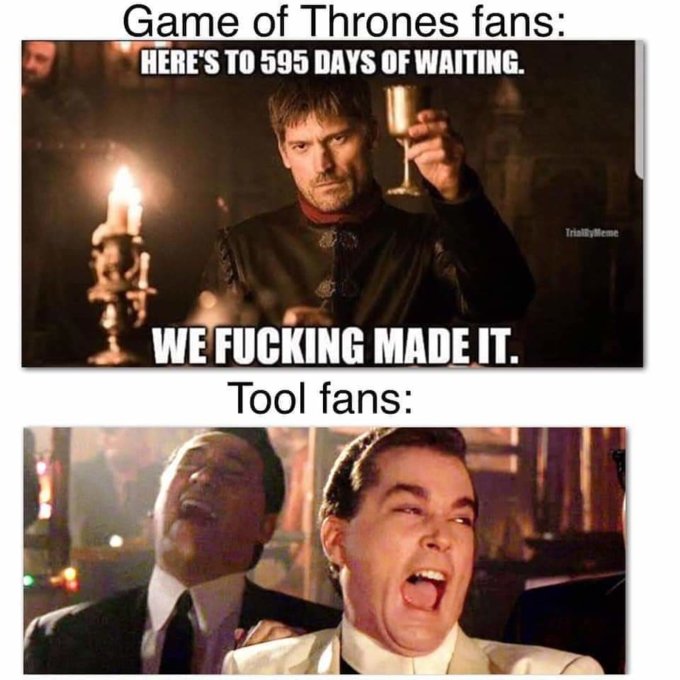 Game of Thrones fans:
HERE'S TO 595 DAYS OF WAITING.
TrialByMeme
WE FUCKING MADE IT.
Tool fans: